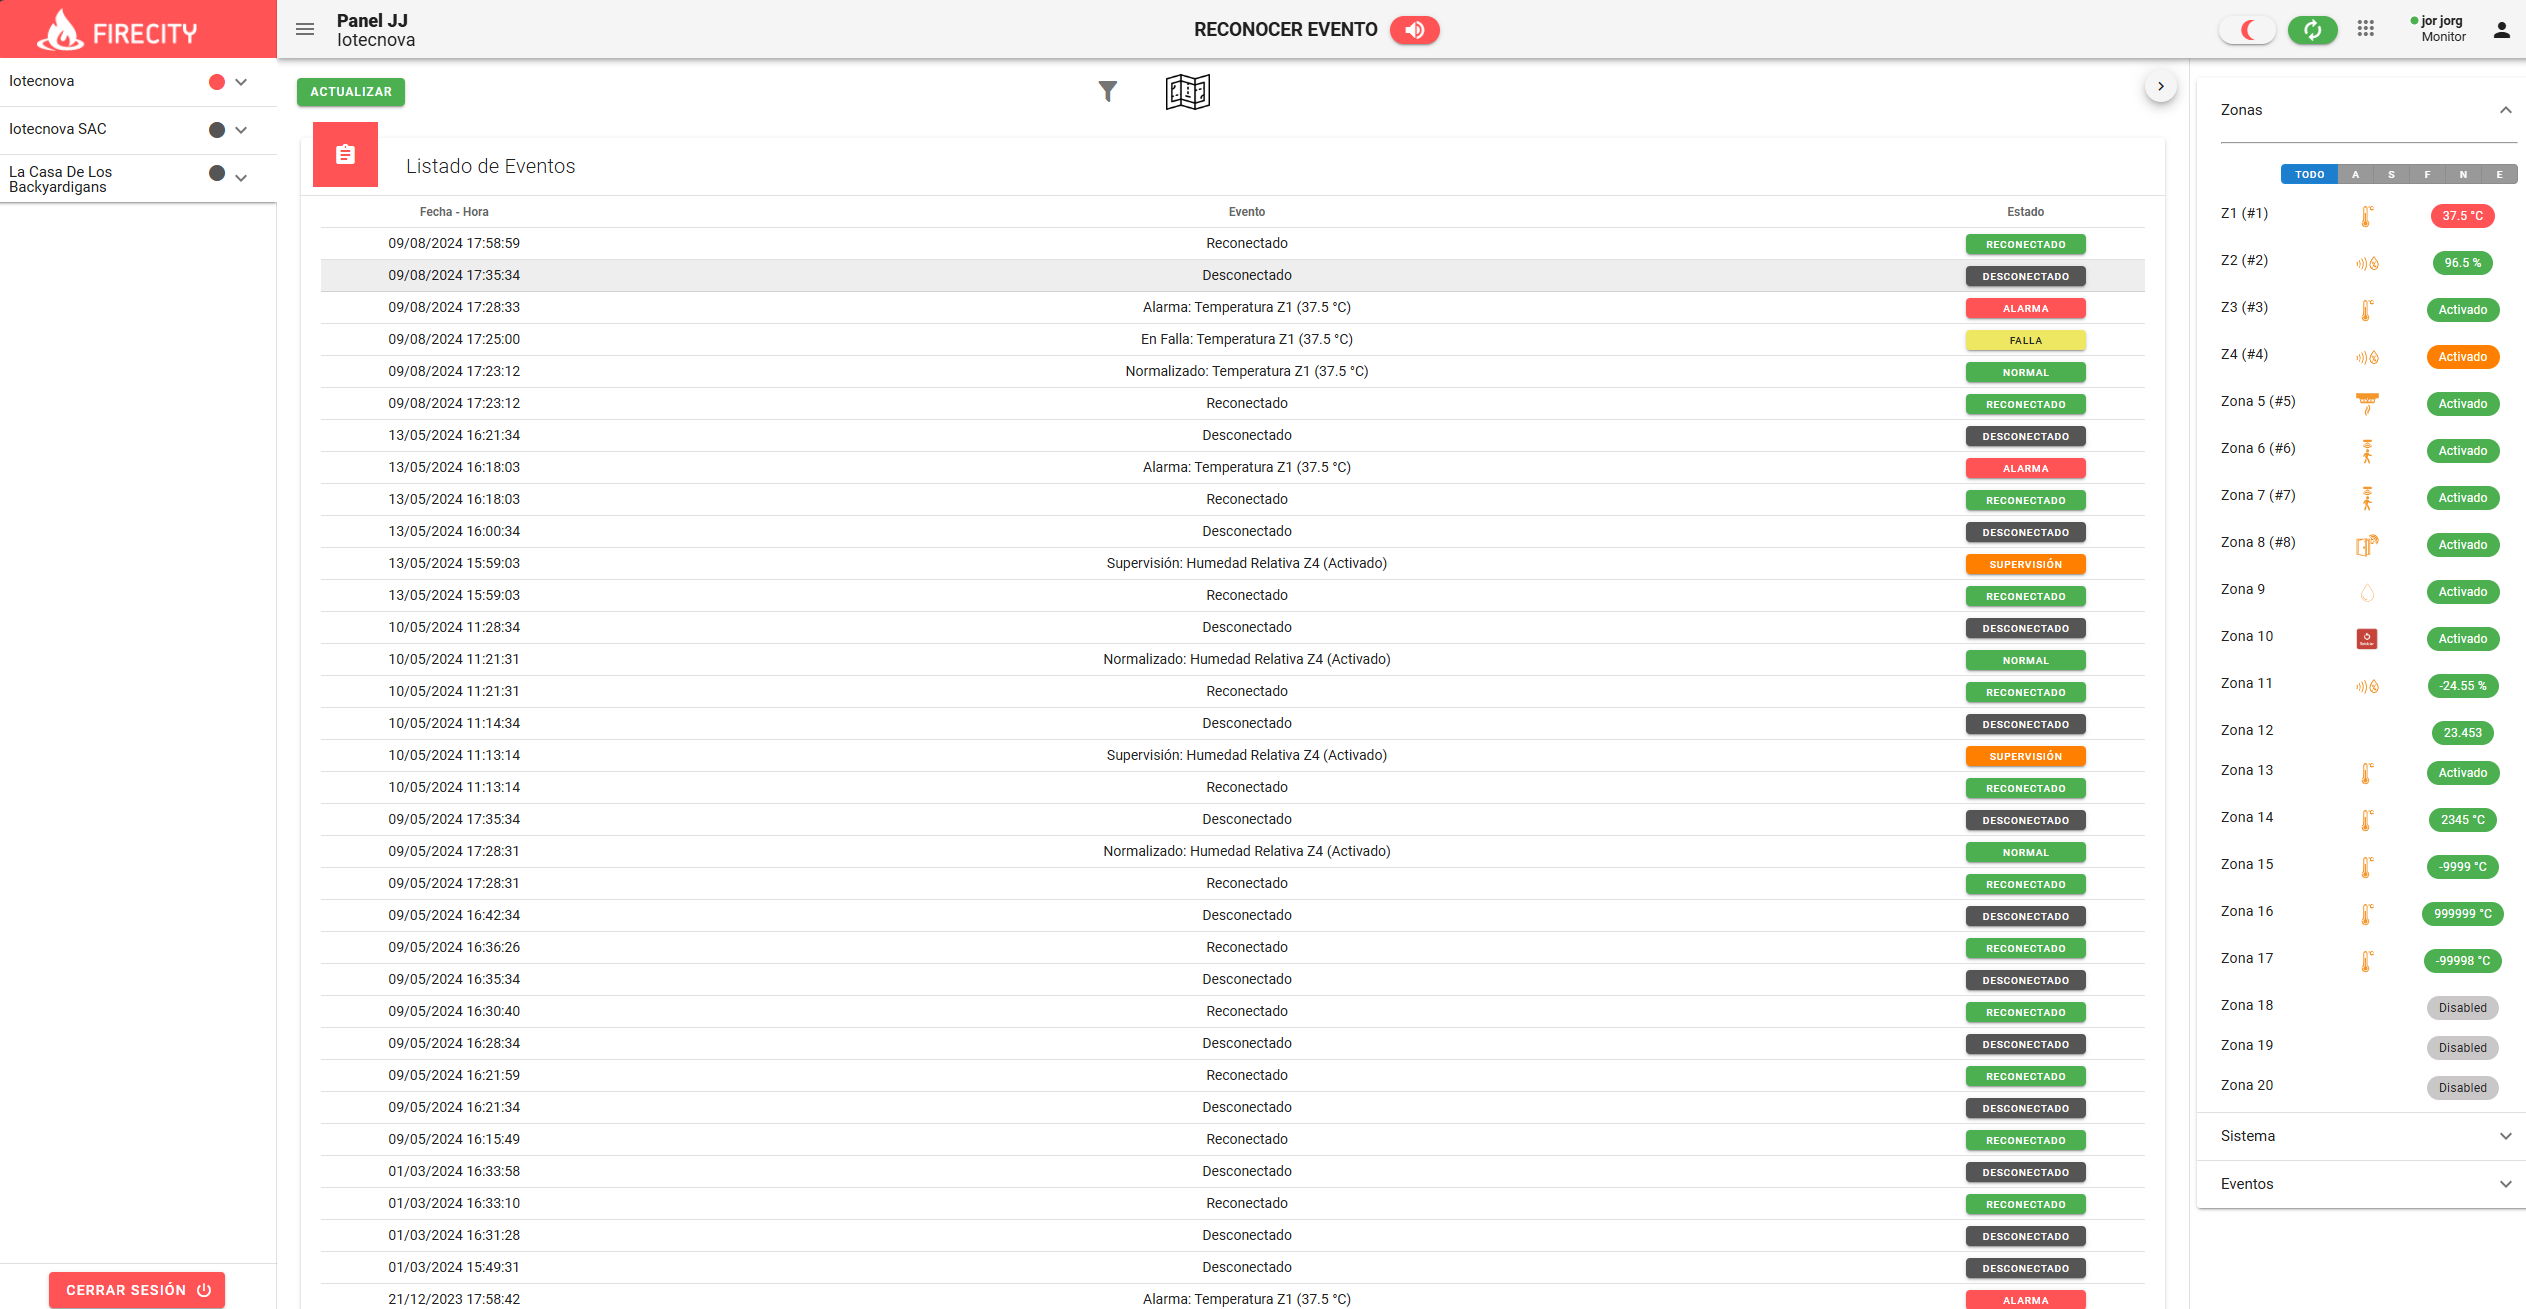 FIRECITY
Panel JJ
Iotecnova
RECONOCER EVENTO
jor jorg
Monitor
Iotecnova
Iotecnova SAC
La Casa De Los
Backyardigans
CERRAR SESIÓN
ACTUALIZAR
Listado de Eventos
Fecha - Hora Evento Estado
09/08/2024 17:58:59 Reconectado RECONECTADO
09/08/2024 17:35:34 Desconectado DESCONECTADO
09/08/2024 17:28:33 Alarma: Temperatura Z1 (37.5 °C) ALARMA
09/08/2024 17:25:00 En Falla: Temperatura Z1 (37.5 °C) FALLA
09/08/2024 17:23:12 Normalizado: Temperatura Z1 (37.5 °C) NORMAL
09/08/2024 17:23:12 Reconectado RECONECTADO
13/05/2024 16:21:34 Desconectado DESCONECTADO
13/05/2024 16:18:03 Alarma: Temperatura Z1 (37.5 °C) ALARMA
13/05/2024 16:18:03 Reconectado RECONECTADO
13/05/2024 16:00:34 Desconectado DESCONECTADO
13/05/2024 15:59:03 Supervisión: Humedad Relativa Z4 (Activado) SUPERVISIÓN
13/05/2024 15:59:03 Reconectado RECONECTADO
10/05/2024 11:28:34 Desconectado DESCONECTADO
10/05/2024 11:21:31 Normalizado: Humedad Relativa Z4 (Activado) NORMAL
10/05/2024 11:21:31 Reconectado RECONECTADO
10/05/2024 11:14:34 Desconectado DESCONECTADO
10/05/2024 11:13:14 Supervisión: Humedad Relativa Z4 (Activado) SUPERVISIÓN
10/05/2024 11:13:14 Reconectado RECONECTADO
09/05/2024 17:35:34 Desconectado DESCONECTADO
09/05/2024 17:28:31 Normalizado: Humedad Relativa Z4 (Activado) NORMAL
09/05/2024 17:28:31 Reconectado RECONECTADO
09/05/2024 16:42:34 Desconectado DESCONECTADO
09/05/2024 16:36:26 Reconectado RECONECTADO
09/05/2024 16:35:34 Desconectado DESCONECTADO
09/05/2024 16:30:40 Reconectado RECONECTADO
09/05/2024 16:28:34 Desconectado DESCONECTADO
09/05/2024 16:21:59 Reconectado RECONECTADO
09/05/2024 16:21:34 Desconectado DESCONECTADO
09/05/2024 16:15:49 Reconectado RECONECTADO
01/03/2024 16:33:58 Desconectado DESCONECTADO
01/03/2024 16:33:10 Reconectado RECONECTADO
01/03/2024 16:31:28 Desconectado DESCONECTADO
01/03/2024 15:49:31 Desconectado DESCONECTADO
21/12/2023 17:58:42 Alarma: Temperatura Z1 (37.5 °C) ALARMA
Zonas
TODO A S F N E
Z1 (#1) 37.5 °C
Z2 (#2) 96.5 %
Z3 (#3) Activado
Z4 (#4) Activado
Zona 5 (#5) Activado
Zona 6 (#6) Activado
Zona 7 (#7) Activado
Zona 8 (#8) Activado
Zona 9 Activado
Zona 10 Activado
Zona 11 -24.55 %
Zona 12 23.453
Zona 13 Activado
Zona 14 2345 °C
Zona 15 -9999 °C
Zona 16 999999 °C
Zona 17 -99998 °C
Zona 18 Disabled
Zona 19 Disabled
Zona 20 Disabled
Sistema
Eventos